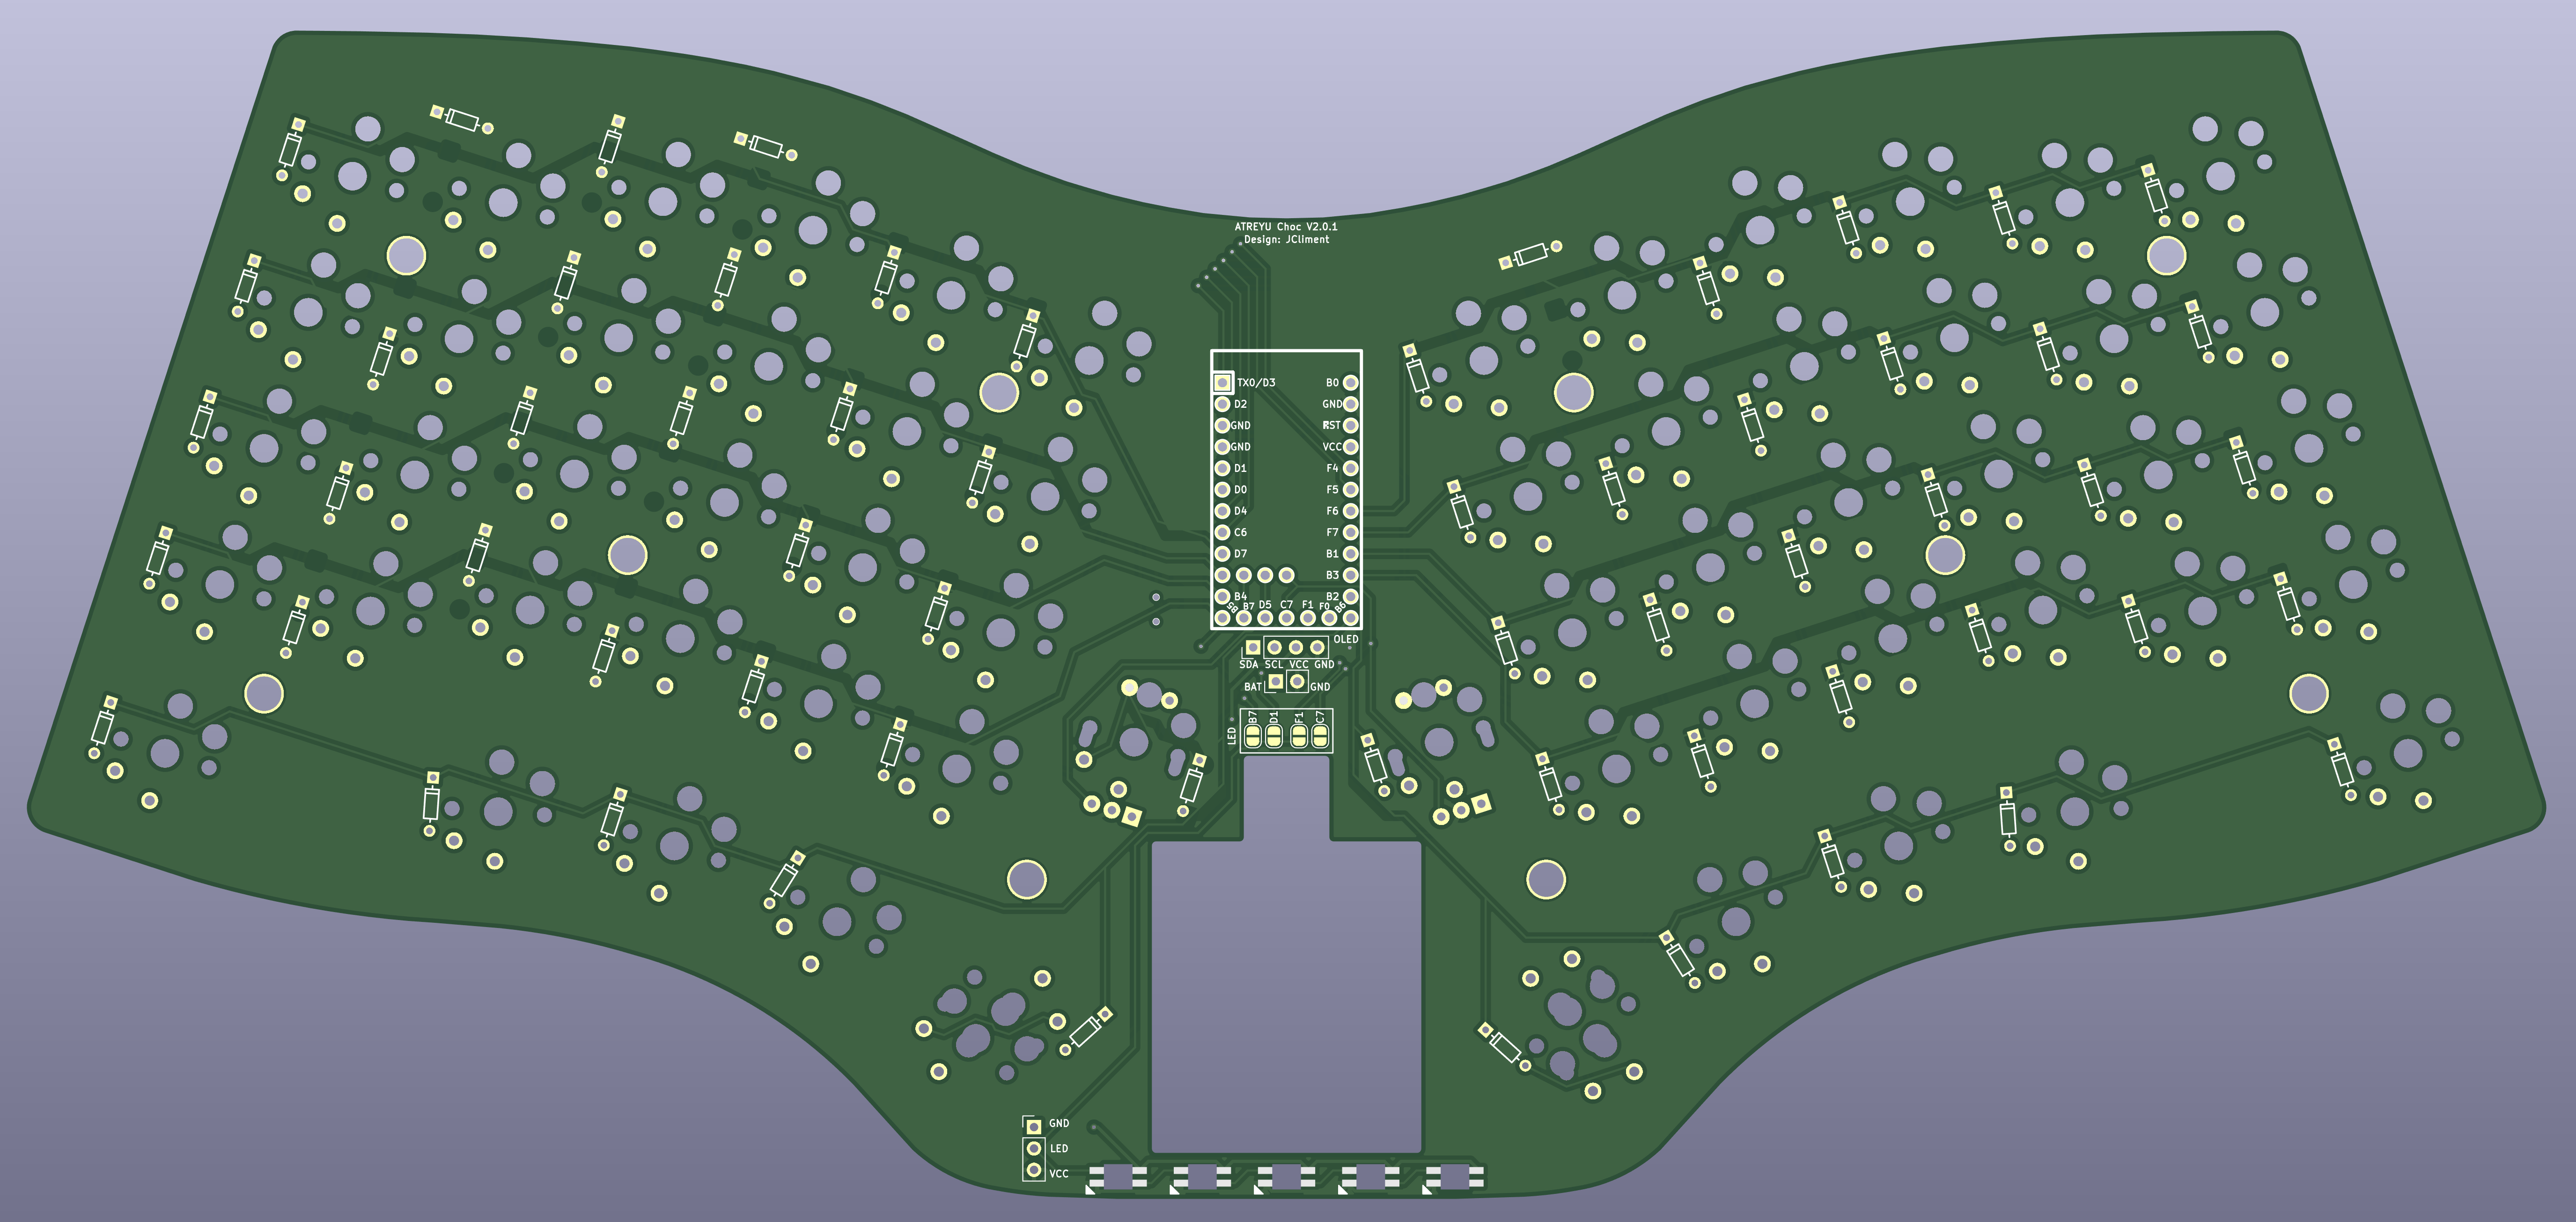 ATREYU Choc V2.0.1
Design: JCliment
TX0/D3 B0
D2 GND
GND RST
GND VCC
D1 F4
D0 F5
D4 F6
C6 F7
D7 B1
B3
B4 B2
B7 D5 C7 F1 F0 B6
OLED
SDA SCL VCC GND
BAT GND
LED B7 D1 F1 C7
GND
LED
VCC